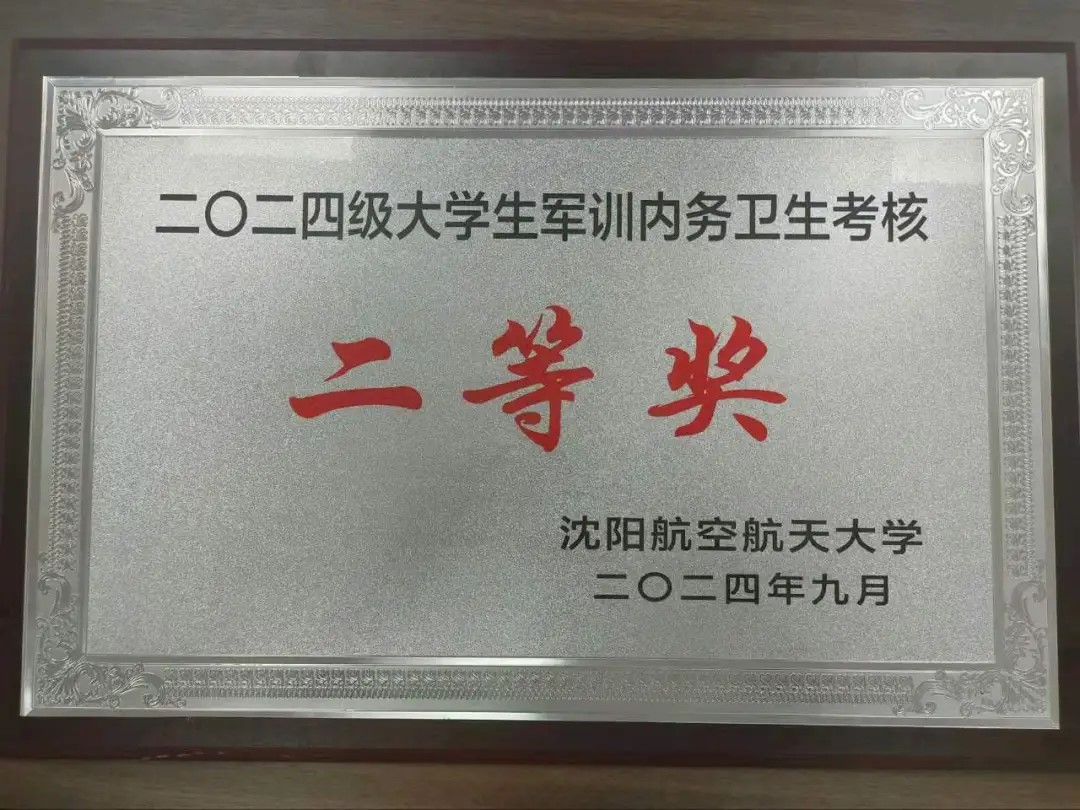 二〇二四级大学生军训内务卫生考核
二等奖
沈阳航空航天大学
二〇二四年九月